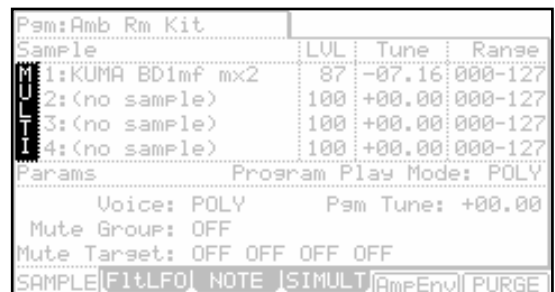 Pgm:Amb Rm Kit
Sample LVL Tune Range
MULTI
1:KUMA BD1mf mx2 87 -07.16 000-127
2:(no sample) 100 +00.00 000-127
3:(no sample) 100 +00.00 000-127
4:(no sample) 100 +00.00 000-127
Params Program Play Mode: POLY
Voice: POLY Pgm Tune: +00.00
Mute Group: OFF
Mute Target: OFF OFF OFF OFF
SAMPLE FltLFO NOTE SIMULT AmpEnv PURGE